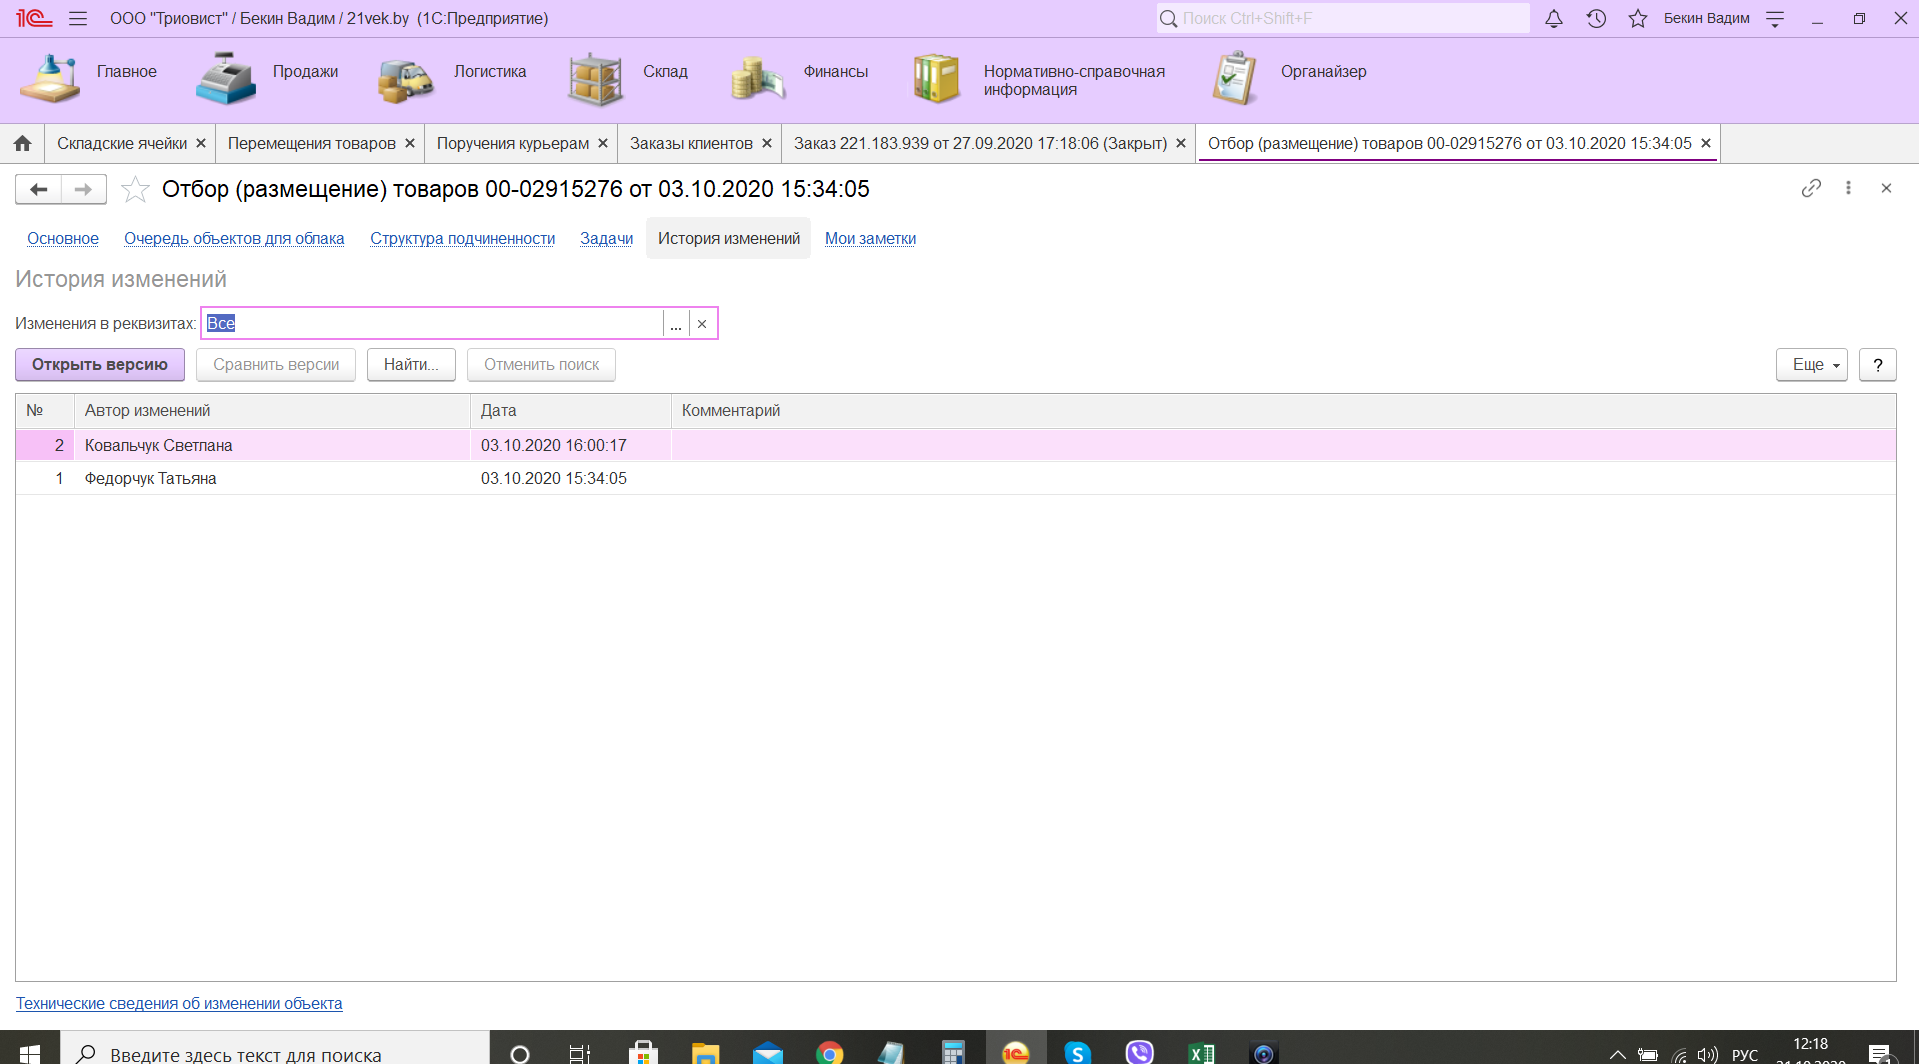 ООО "Триовист" / Бекин Вадим / 21vek.by (1С:Предприятие)
Поиск Ctrl+Shift+F
Бекин Вадим
Главное
Продажи
Логистика
Склад
Финансы
Нормативно-справочная
информация
Органайзер
Складские ячейки
Перемещения товаров
Поручения курьерам
Заказы клиентов
Заказ 221.183.939 от 27.09.2020 17:18:06 (Закрыт)
Отбор (размещение) товаров 00-02915276 от 03.10.2020 15:34:05
Отбор (размещение) товаров 00-02915276 от 03.10.2020 15:34:05
Основное Очередь объектов для облака Структура подчиненности Задачи История изменений Мои заметки
История изменений
Изменения в реквизитах: Все ...
Открыть версию Сравнить версии Найти... Отменить поиск Еще ?
№ Автор изменений Дата Комментарий
2 Ковальчук Светлана 03.10.2020 16:00:17
1 Федорчук Татьяна 03.10.2020 15:34:05
Технические сведения об изменении объекта
Введите здесь текст для поиска
РУС
12:18